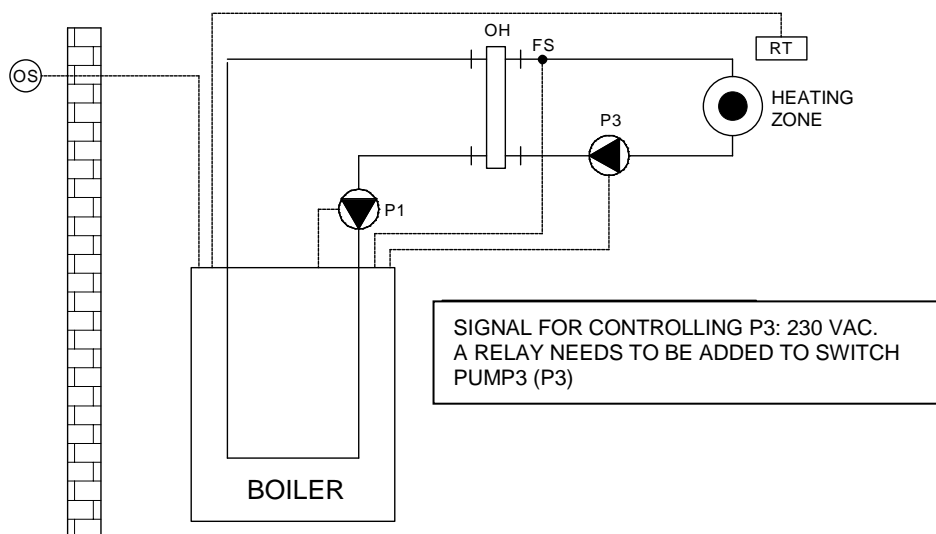 OH
FS
RT
OS
HEATING
ZONE
P3
P1
SIGNAL FOR CONTROLLING P3: 230 VAC.
A RELAY NEEDS TO BE ADDED TO SWITCH
PUMP3 (P3)
BOILER